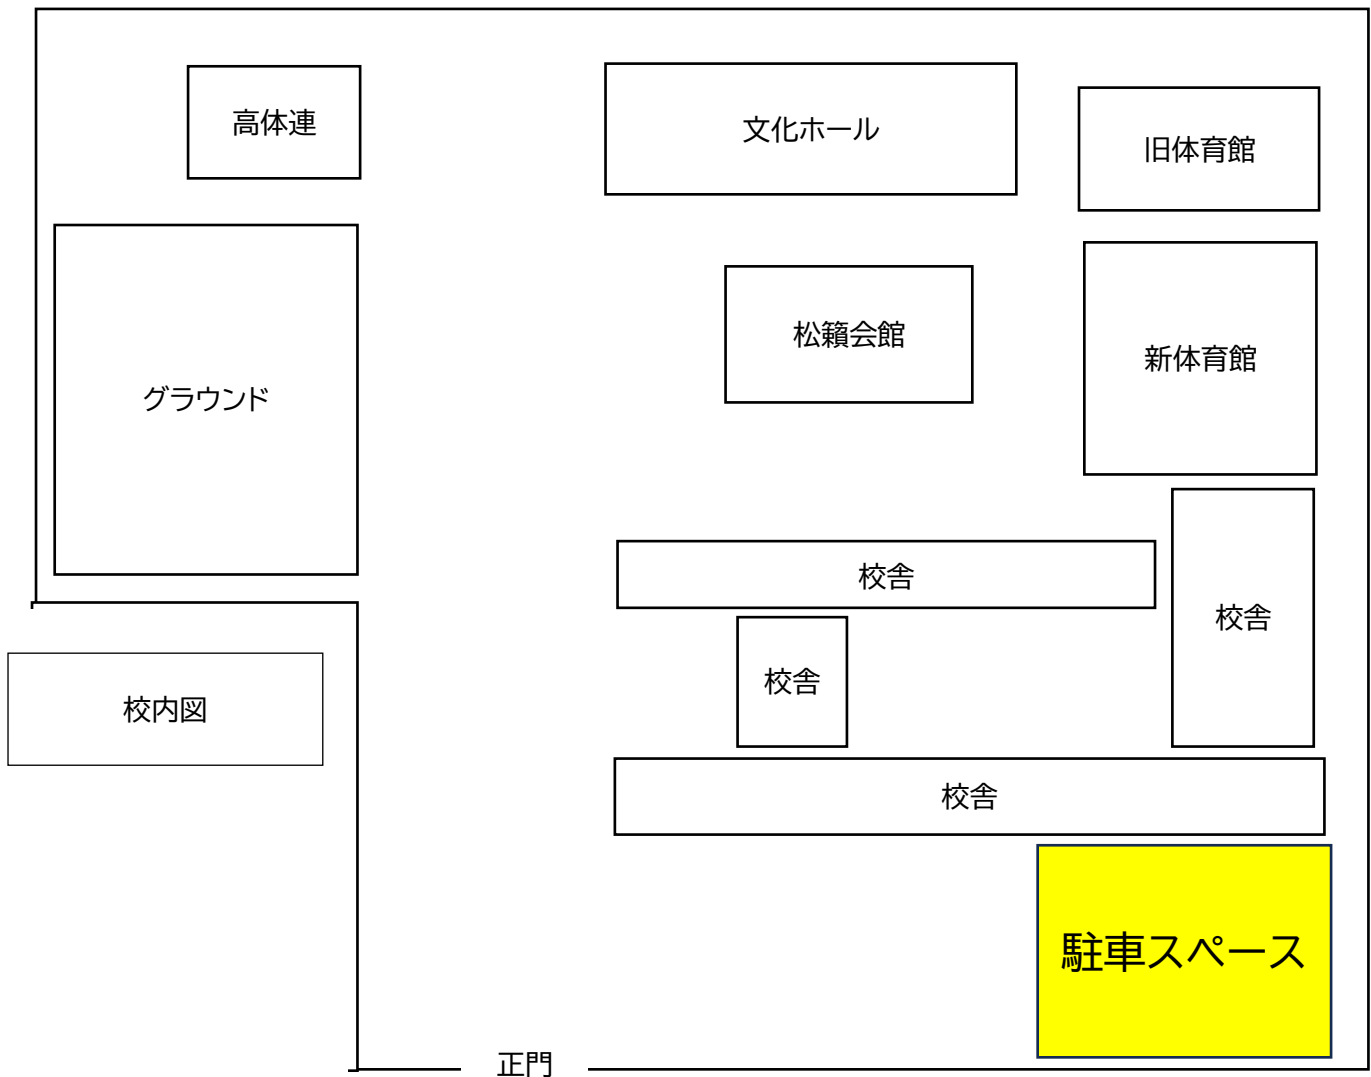 高体連
文化ホール
旧体育館
グラウンド
松籟会館
新体育館
校舎
校舎
校舎
校内図
校舎
駐車スペース
正門